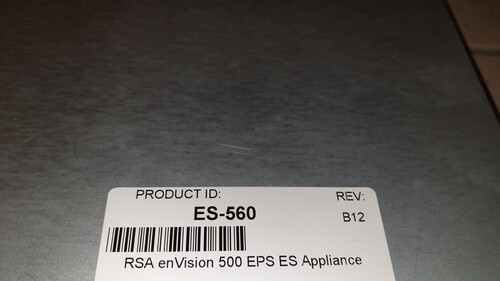 PRODUCT ID: REV:
ES-560 B12
RSA enVision 500 EPS ES Appliance